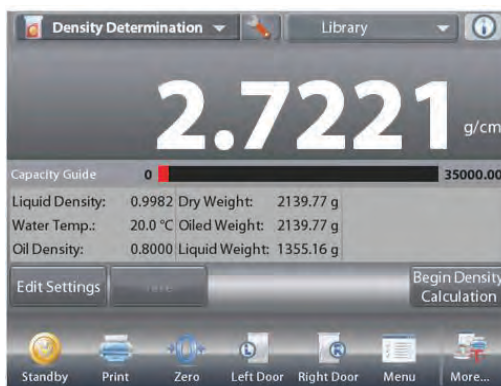 Density Determination Library
2.7221 g/cm
Capacity Guide 0 35000.00
Liquid Density: 0.9982 Dry Weight: 2139.77 g
Water Temp.: 20.0 °C Oiled Weight: 2139.77 g
Oil Density: 0.8000 Liquid Weight: 1355.16 g
Edit Settings Begin Density
Calculation
Standby Print Zero Left Door Right Door Menu More...